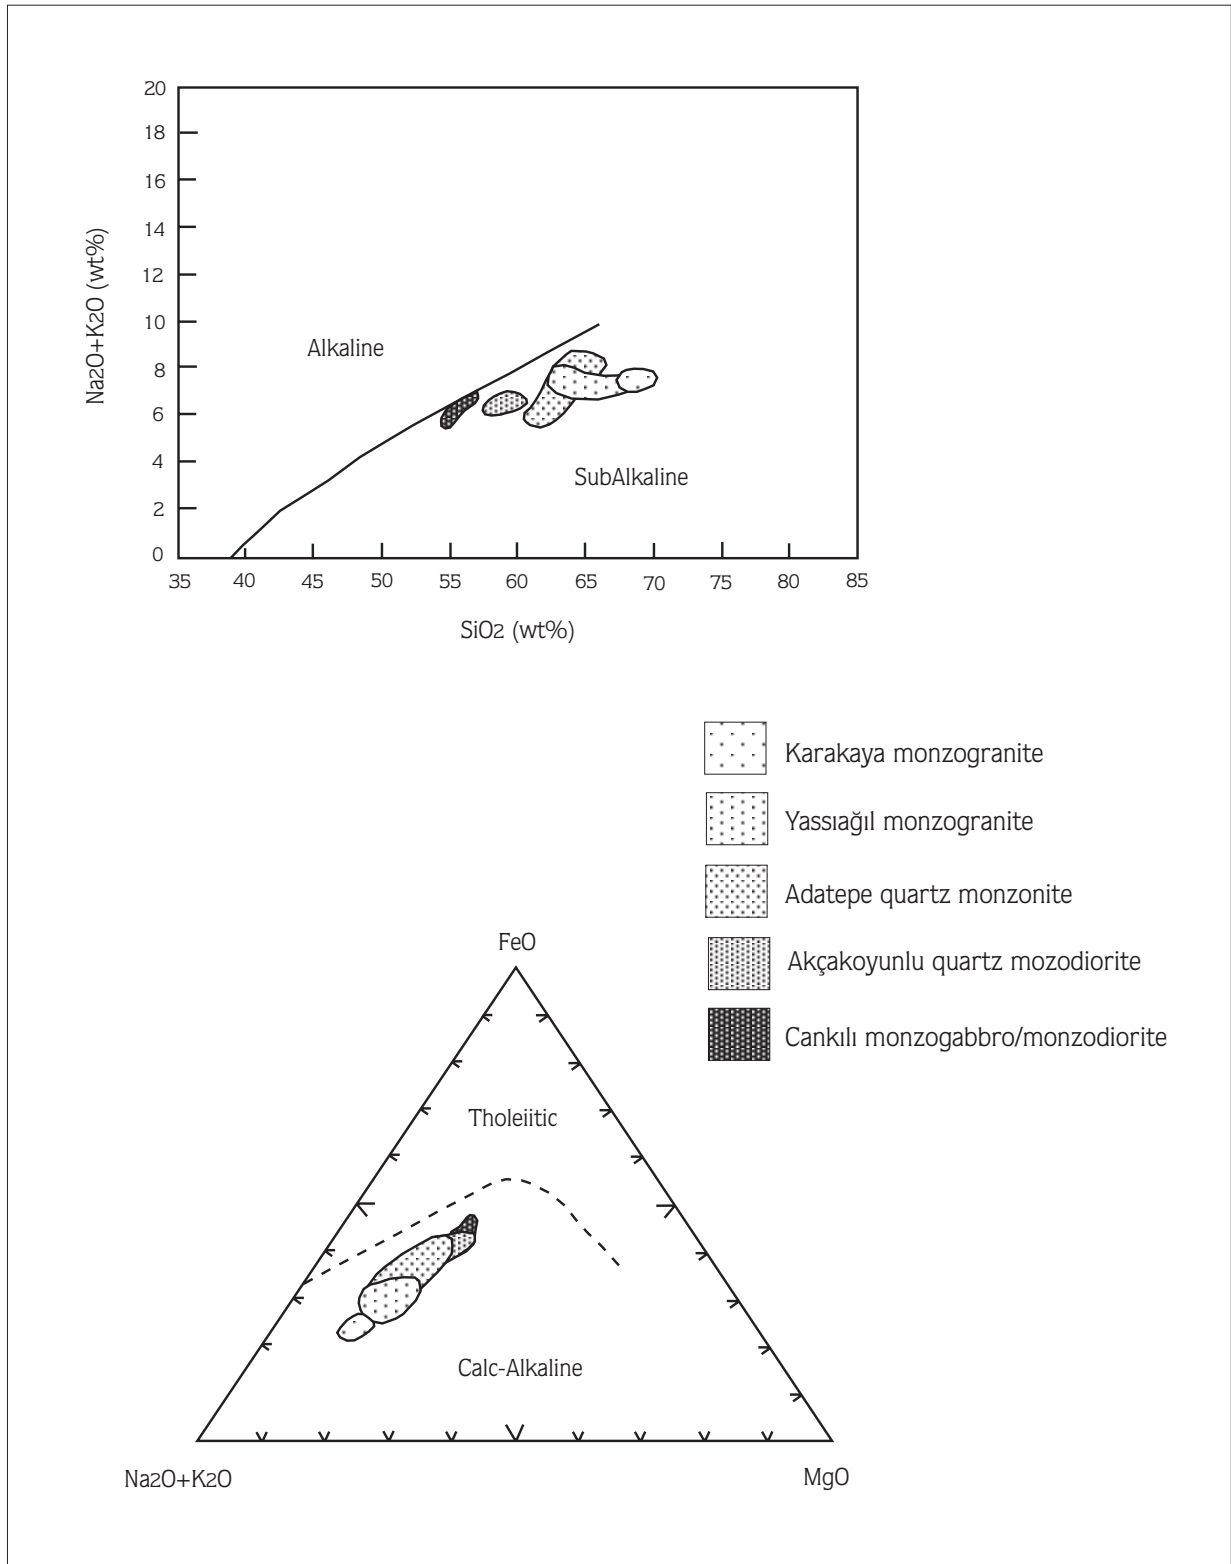 20
18
16
14
12
10
8
6
4
2
0
Na2O+K2O (wt%)
Alkaline
SubAlkaline
35 40 45 50 55 60 65 70 75 80 85
SiO2 (wt%)
Karakaya monzogranite
Yassıağıl monzogranite
Adatepe quartz monzonite
Akçakoyunlu quartz mozodiorite
Cankılı monzogabbro/monzodiorite
FeO
Tholeiitic
Calc-Alkaline
Na2O+K2O
MgO